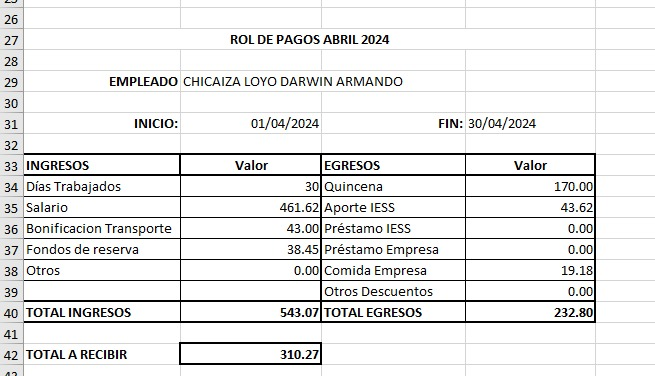 26
27 ROL DE PAGOS ABRIL 2024
28
29 EMPLEADO CHICAIZA LOYO DARWIN ARMANDO
30
31 INICIO: 01/04/2024 FIN: 30/04/2024
32
33 INGRESOS Valor EGRESOS Valor
34 Días Trabajados 30 Quincena 170.00
35 Salario 461.62 Aporte IESS 43.62
36 Bonificacion Transporte 43.00 Préstamo IESS 0.00
37 Fondos de reserva 38.45 Préstamo Empresa 0.00
38 Otros 0.00 Comida Empresa 19.18
39 Otros Descuentos 0.00
40 TOTAL INGRESOS 543.07 TOTAL EGRESOS 232.80
41
42 TOTAL A RECIBIR 310.27